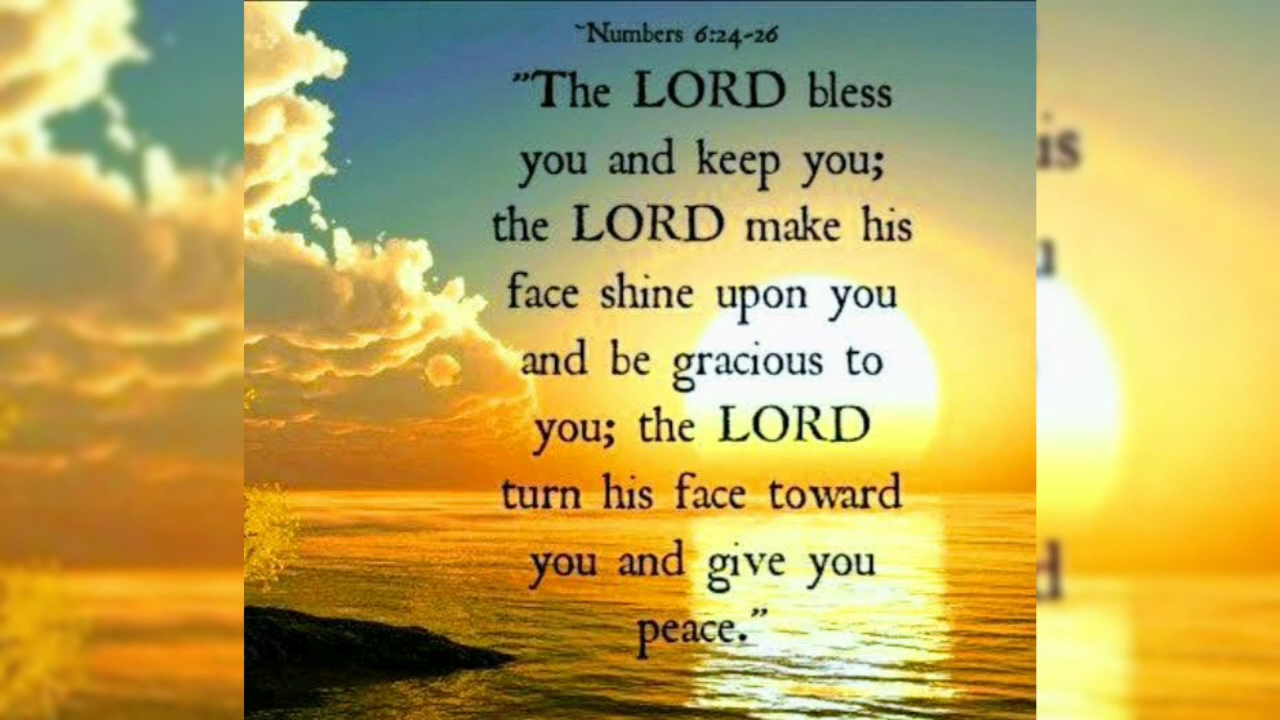 ~Numbers 6:24-26
"The LORD bless
you and keep you;
the LORD make his
face shine upon you
and be gracious to
you; the LORD
turn his face toward
you and give you
peace."